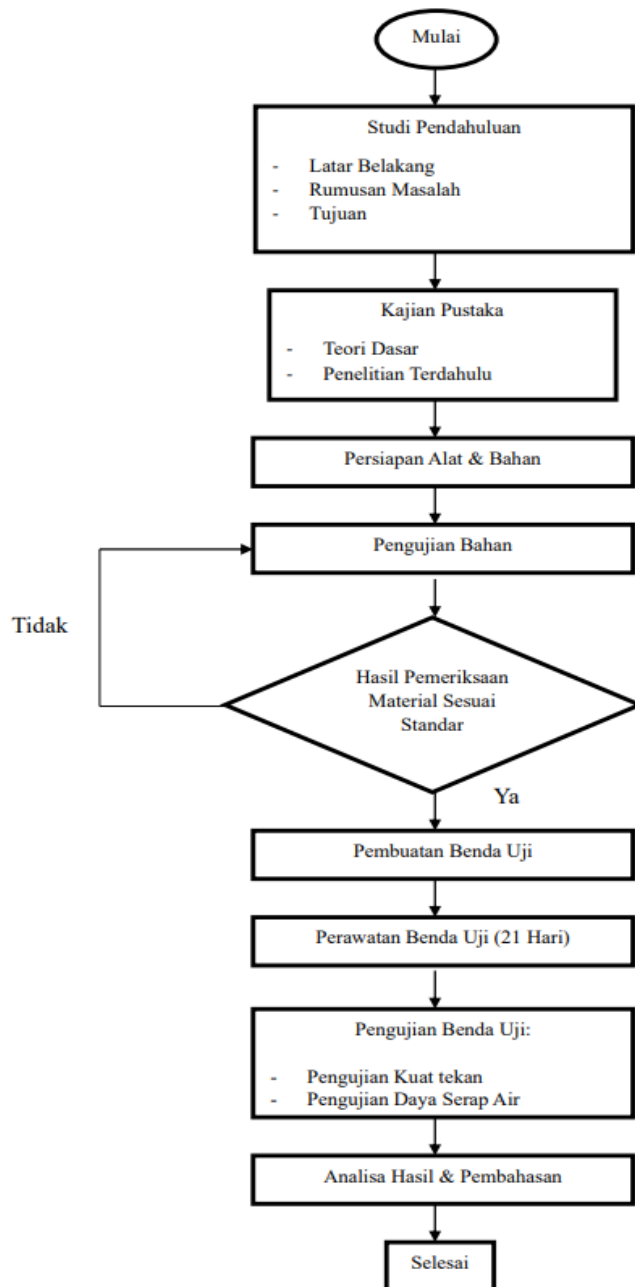 Mulai
Studi Pendahuluan
- Latar Belakang
- Rumusan Masalah
- Tujuan
Kajian Pustaka
- Teori Dasar
- Penelitian Terdahulu
Persiapan Alat & Bahan
Pengujian Bahan
Tidak
Hasil Pemeriksaan
Material Sesuai
Standar
Ya
Pembuatan Benda Uji
Perawatan Benda Uji (21 Hari)
Pengujian Benda Uji:
- Pengujian Kuat tekan
- Pengujian Daya Serap Air
Analisa Hasil & Pembahasan
Selesai